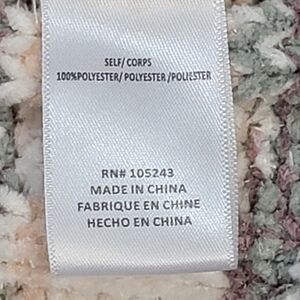 SELF/ CORPS
100%POLYESTER/ POLYESTER /POLIESTER
RN# 105243
MADE IN CHINA
FABRIQUE EN CHINE
HECHO EN CHINA